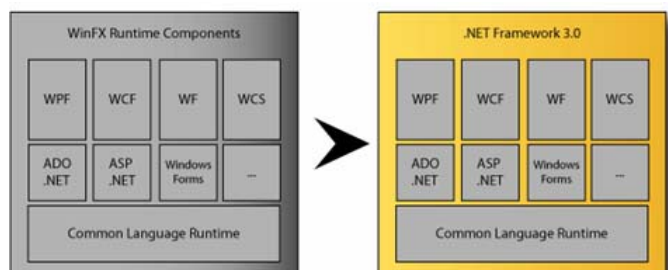 WinFX Runtime Components
WPF WCF WF WCS
ADO .NET ASP .NET Windows Forms ...
Common Language Runtime
.NET Framework 3.0
WPF WCF WF WCS
ADO .NET ASP .NET Windows Forms ...
Common Language Runtime